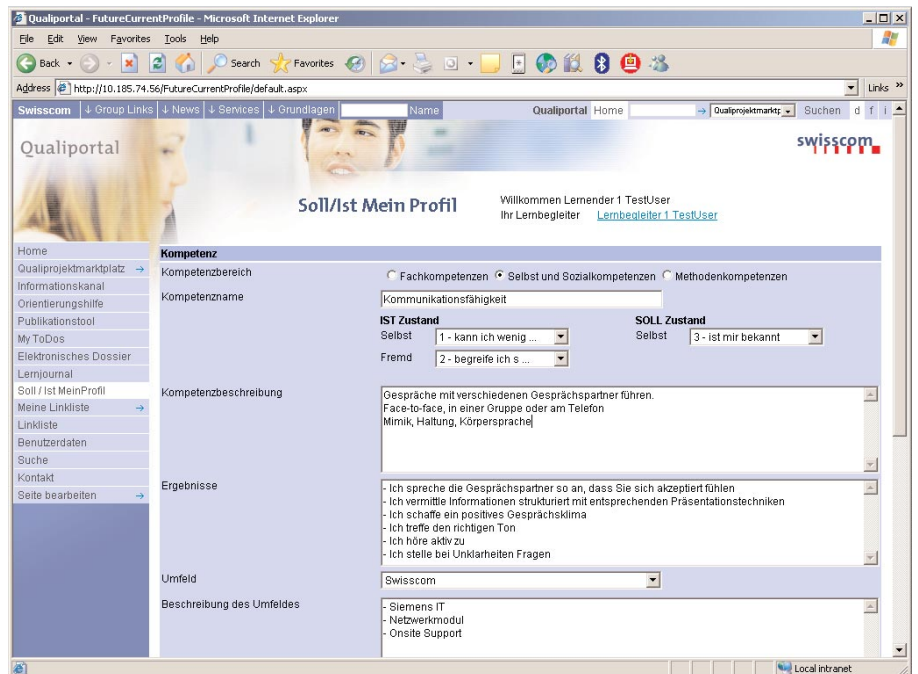 Qualiportal - FutureCurrentProfile - Microsoft Internet Explorer
File Edit View Favorites Tools Help
Back Search Favorites
Address http://10.185.74.56/FutureCurrentProfile/default.aspx Links »
Swisscom ↓ Group Links ↓ News ↓ Services ↓ Grundlagen Name Qualiportal Home → Qualiprojektmarktp Suchen d f i
Qualiportal
swisscom
Soll/Ist Mein Profil
Willkommen Lernender 1 TestUser
Ihr Lernbegleiter Lernbegleiter 1 TestUser
Home
Qualiprojektmarktplatz →
Informationskanal
Orientierungshilfe
Publikationstool
My ToDos
Elektronisches Dossier
Lernjournal
Soll / Ist MeinProfil
Meine Linkliste →
Linkliste
Benutzerdaten
Suche
Kontakt
Seite bearbeiten →
Kompetenz
Kompetenzbereich Fachkompetenzen Selbst und Sozialkompetenzen Methodenkompetenzen
Kompetenzname Kommunikationsfähigkeit
IST Zustand SOLL Zustand
Selbst 1 - kann ich wenig ... Selbst 3 - ist mir bekannt
Fremd 2 - begreife ich s ...
Kompetenzbeschreibung
Gespräche mit verschiedenen Gesprächspartner führen.
Face-to-face, in einer Gruppe oder am Telefon
Mimik, Haltung, Körpersprache
Ergebnisse
- Ich spreche die Gesprächspartner so an, dass Sie sich akzeptiert fühlen
- Ich vermittle Informationen strukturiert mit entsprechenden Präsentationstechniken
- Ich schaffe ein positives Gesprächsklima
- Ich treffe den richtigen Ton
- Ich höre aktiv zu
- Ich stelle bei Unklarheiten Fragen
Umfeld Swisscom
Beschreibung des Umfeldes
- Siemens IT
- Netzwerkmodul
- Onsite Support
Local intranet